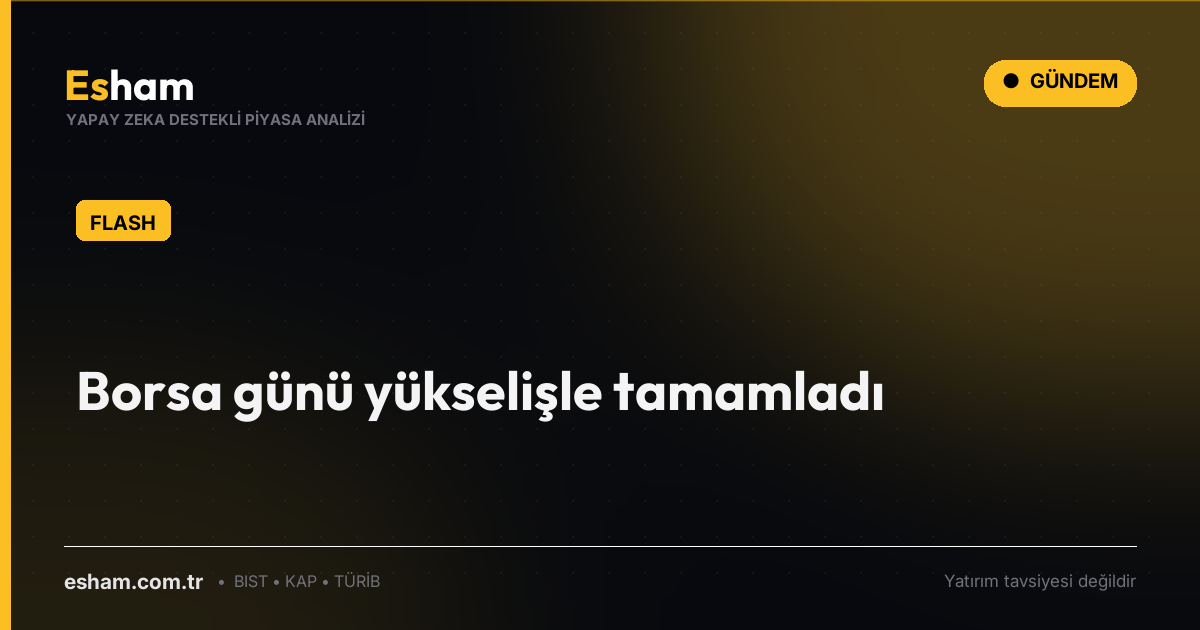 Esham
YAPAY ZEKA DESTEKLİ PİYASA ANALİZİ
● GÜNDEM
FLASH
Borsa günü yükselişle tamamladı
esham.com.tr • BIST • KAP • TÜRİB
Yatırım tavsiyesi değildir